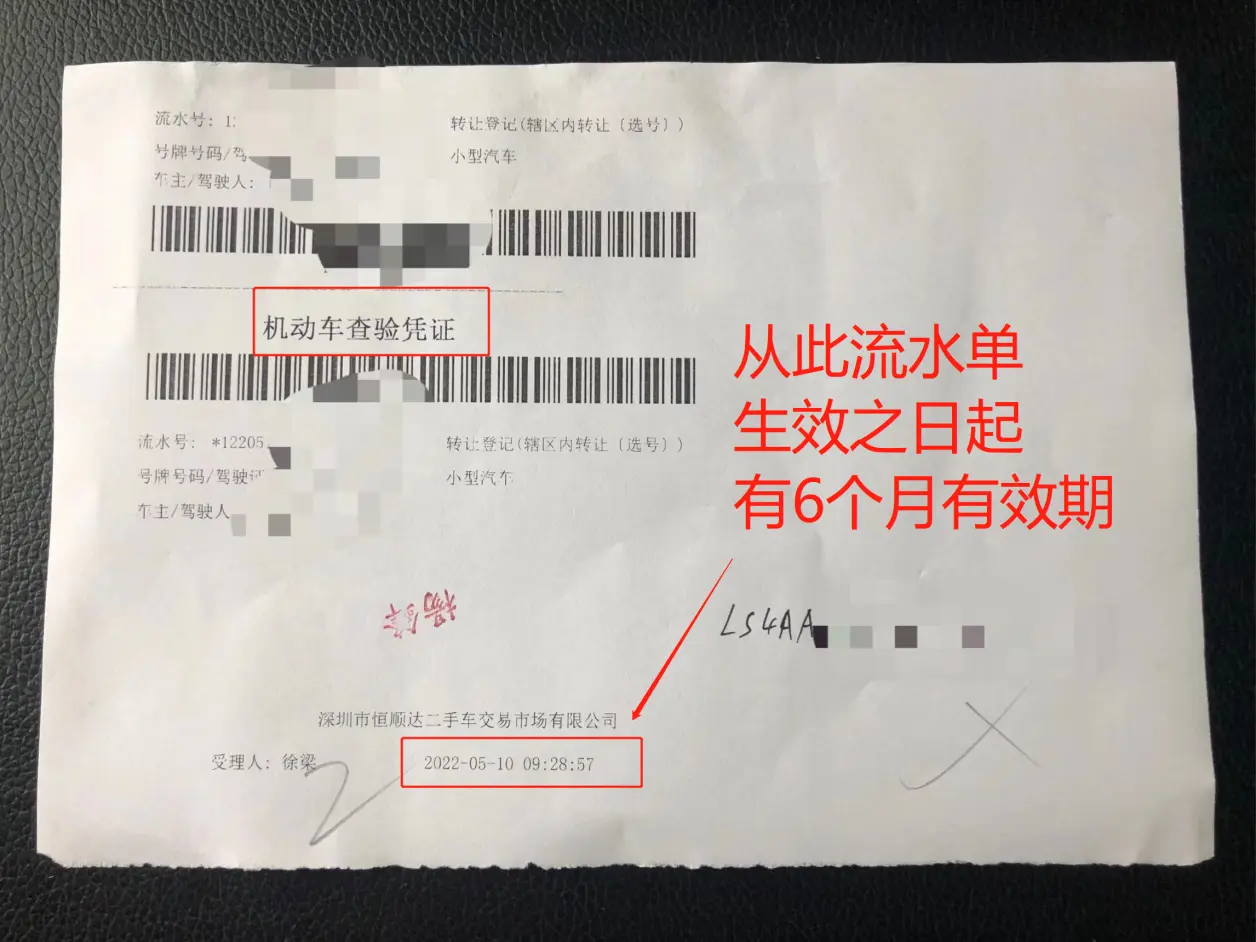 流水号: 1
转让登记(辖区内转让〔选号〕)
号牌号码/驾
小型汽车
车主/驾驶人:
机动车查验凭证
流水号: *12205
转让登记(辖区内转让〔选号〕)
号牌号码/驾驶证
小型汽车
车主/驾驶人
从此流水单
生效之日起
有6个月有效期
LS4AA
深圳市恒顺达二手车交易市场有限公司
受理人: 徐梁
2022-05-10 09:28:57
2